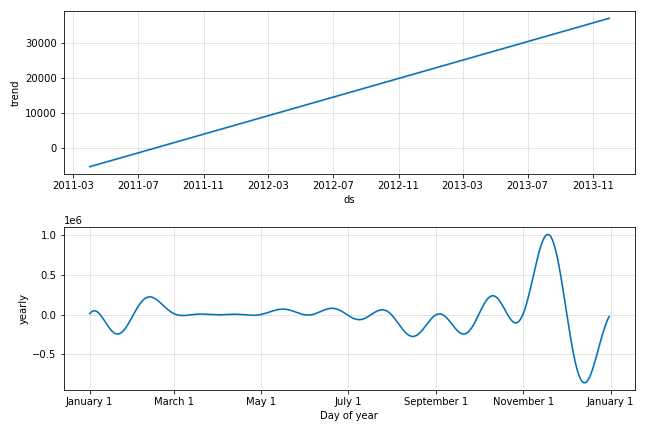 30000
20000
10000
0
trend
2011-03 2011-07 2011-11 2012-03 2012-07 2012-11 2013-03 2013-07 2013-11
ds
1e6
1.0
0.5
0.0
−0.5
yearly
January 1 March 1 May 1 July 1 September 1 November 1 January 1
Day of year